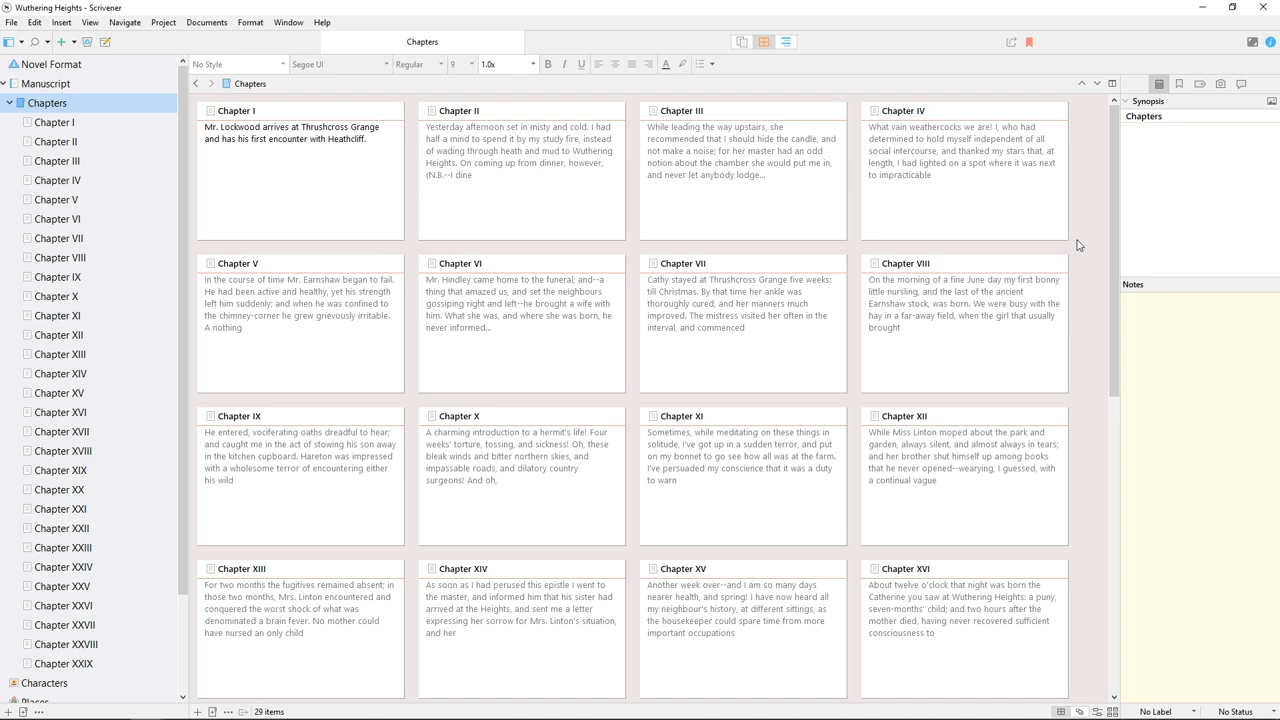 Wuthering Heights - Scrivener
File Edit Insert View Navigate Project Documents Format Window Help
Chapters
No Style Segoe UI Regular 9 1.0x B I U A
Novel Format
Manuscript
Chapters
Chapter I
Chapter II
Chapter III
Chapter IV
Chapter V
Chapter VI
Chapter VII
Chapter VIII
Chapter IX
Chapter X
Chapter XI
Chapter XII
Chapter XIII
Chapter XIV
Chapter XV
Chapter XVI
Chapter XVII
Chapter XVIII
Chapter XIX
Chapter XX
Chapter XXI
Chapter XXII
Chapter XXIII
Chapter XXIV
Chapter XXV
Chapter XXVI
Chapter XXVII
Chapter XXVIII
Chapter XXIX
Characters
Places
Chapters
Chapter I
Mr. Lockwood arrives at Thrushcross Grange
and has his first encounter with Heathcliff.
Chapter II
Yesterday afternoon set in misty and cold. I had
half a mind to spend it by my study fire, instead
of wading through heath and mud to Wuthering
Heights. On coming up from dinner, however,
(N.B.--I dine
Chapter III
While leading the way upstairs, she
recommended that I should hide the candle, and
not make a noise; for her master had an odd
notion about the chamber she would put me in,
and never let anybody lodge...
Chapter IV
What vain weathercocks we are! I, who had
determined to hold myself independent of all
social intercourse, and thanked my stars that, at
length, I had lighted on a spot where it was next
to impracticable
Chapter V
In the course of time Mr. Earnshaw began to fail.
He had been active and healthy, yet his strength
left him suddenly; and when he was confined to
the chimney-corner he grew grievously irritable.
A nothing
Chapter VI
Mr. Hindley came home to the funeral; and--a
thing that amazed us, and set the neighbours
gossiping right and left--he brought a wife with
him. What she was, and where she was born, he
never informed...
Chapter VII
Cathy stayed at Thrushcross Grange five weeks:
till Christmas. By that time her ankle was
thoroughly cured, and her manners much
improved. The mistress visited her often in the
interval, and commenced
Chapter VIII
On the morning of a fine June day my first bonny
little nursling, and the last of the ancient
Earnshaw stock, was born. We were busy with the
hay in a far-away field, when the girl that usually
brought
Chapter IX
He entered, vociferating oaths dreadful to hear;
and caught me in the act of stowing his son away
in the kitchen cupboard. Hareton was impressed
with a wholesome terror of encountering either
his wild
Chapter X
A charming introduction to a hermit's life! Four
weeks' torture, tossing, and sickness! Oh, these
bleak winds and bitter northern skies, and
impassable roads, and dilatory country
surgeons! And oh,
Chapter XI
Sometimes, while meditating on these things in
solitude, I've got up in a sudden terror, and put
on my bonnet to go see how all was at the farm.
I've persuaded my conscience that it was a duty
to warn
Chapter XII
While Miss Linton moped about the park and
garden, always silent, and almost always in tears;
and her brother shut himself up among books
that he never opened--wearying, I guessed, with
a continual vague
Chapter XIII
For two months the fugitives remained absent; in
those two months, Mrs. Linton encountered and
conquered the worst shock of what was
denominated a brain fever. No mother could
have nursed an only child
Chapter XIV
As soon as I had perused this epistle I went to
the master, and informed him that his sister had
arrived at the Heights, and sent me a letter
expressing her sorrow for Mrs. Linton's situation,
and her
Chapter XV
Another week over--and I am so many days
nearer health, and spring! I have now heard all
my neighbour's history, at different sittings, as
the housekeeper could spare time from more
important occupations
Chapter XVI
About twelve o'clock that night was born the
Catherine you saw at Wuthering Heights: a puny,
seven-months' child; and two hours after the
mother died, having never recovered sufficient
consciousness to
29 items
Synopsis
Chapters
Notes
No Label No Status